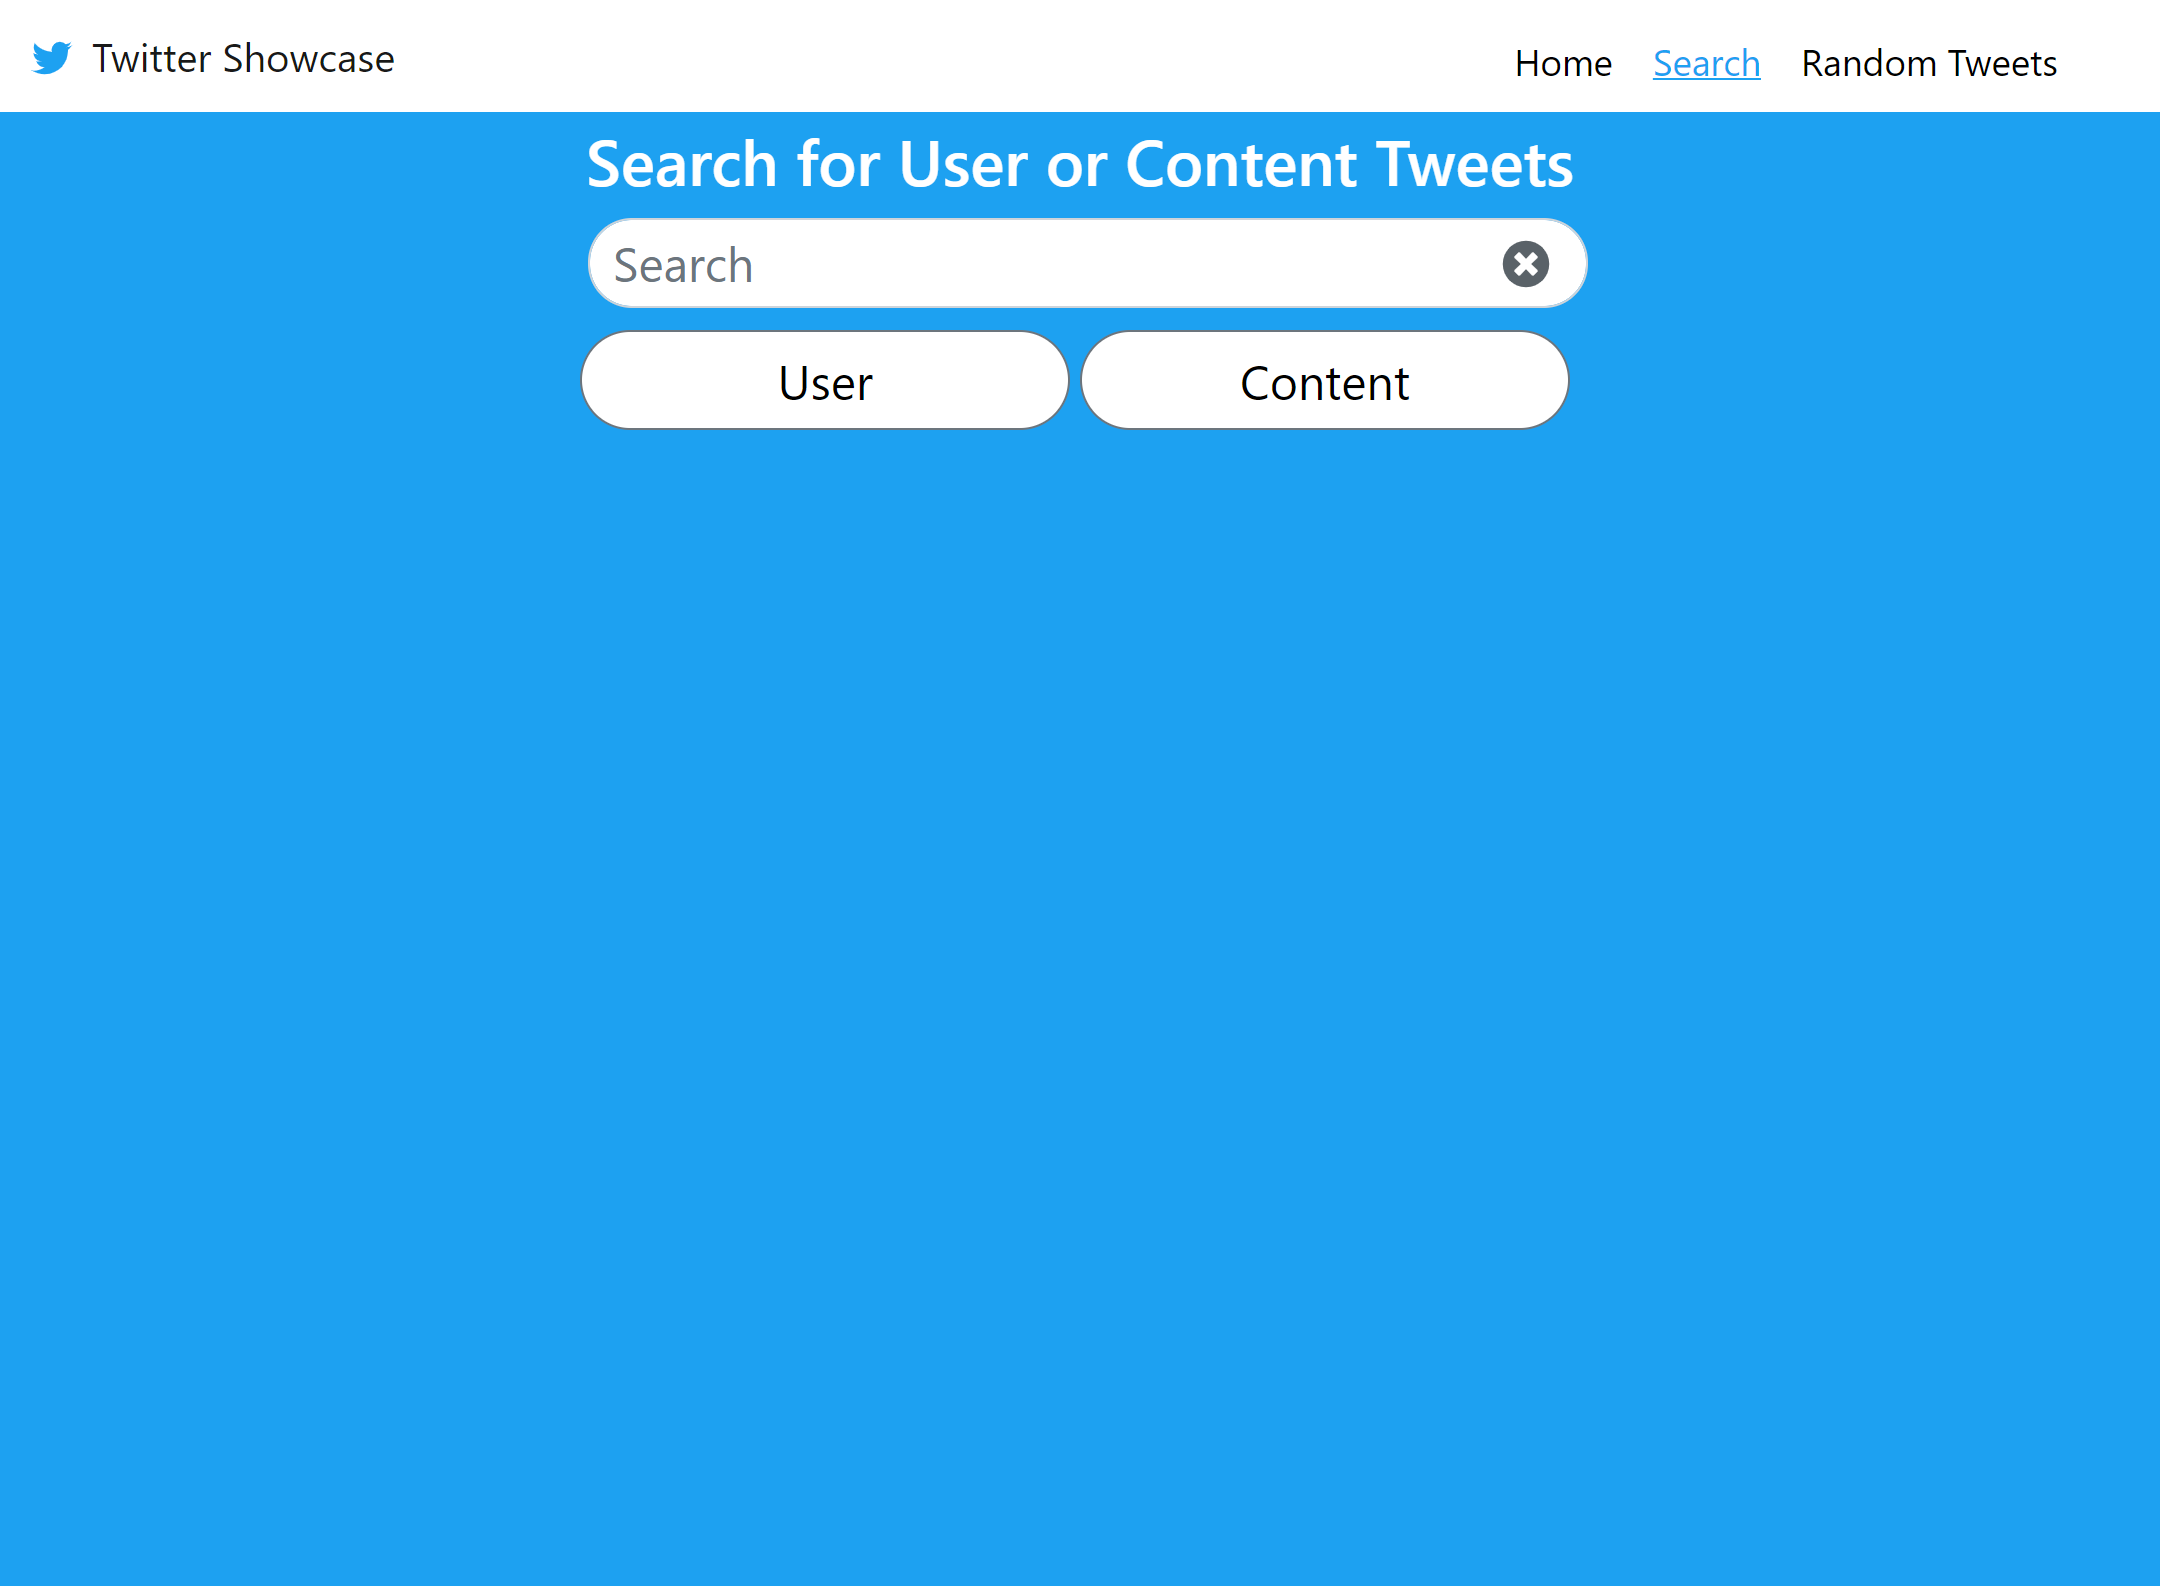 Twitter Showcase
Home Search Random Tweets
Search for User or Content Tweets
Search
User Content